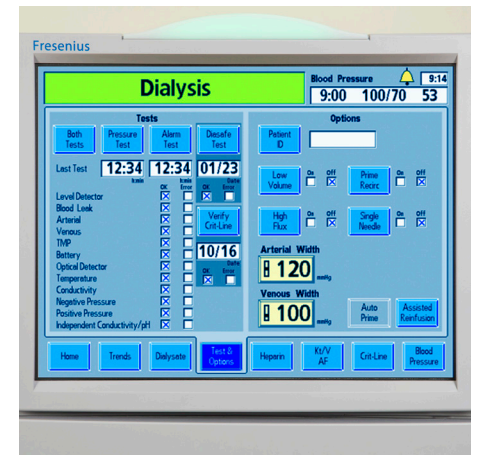 Fresenius
Dialysis
Blood Pressure
9:14
9:00 100/70 53
Tests
Both Tests
Pressure Test
Alarm Test
Diasafe Test
Last Test 12:34 12:34 01/23
h:min h:min Date
OK Error OK Error
Level Detector
Blood Leak
Arterial
Venous
TMP
Battery
Optical Detector
Temperature
Conductivity
Negative Pressure
Positive Pressure
Independent Conductivity/pH
Verify Crit-Line
10/16
Date
OK Error
Options
Patient ID
Low Volume
On Off
Prime Recirc
On Off
High Flux
On Off
Single Needle
On Off
Arterial Width
120 mmHg
Venous Width
100 mmHg
Auto Prime
Assisted Reinfusion
Home
Trends
Dialysate
Test & Options
Heparin
Kt/V AF
Crit-Line
Blood Pressure